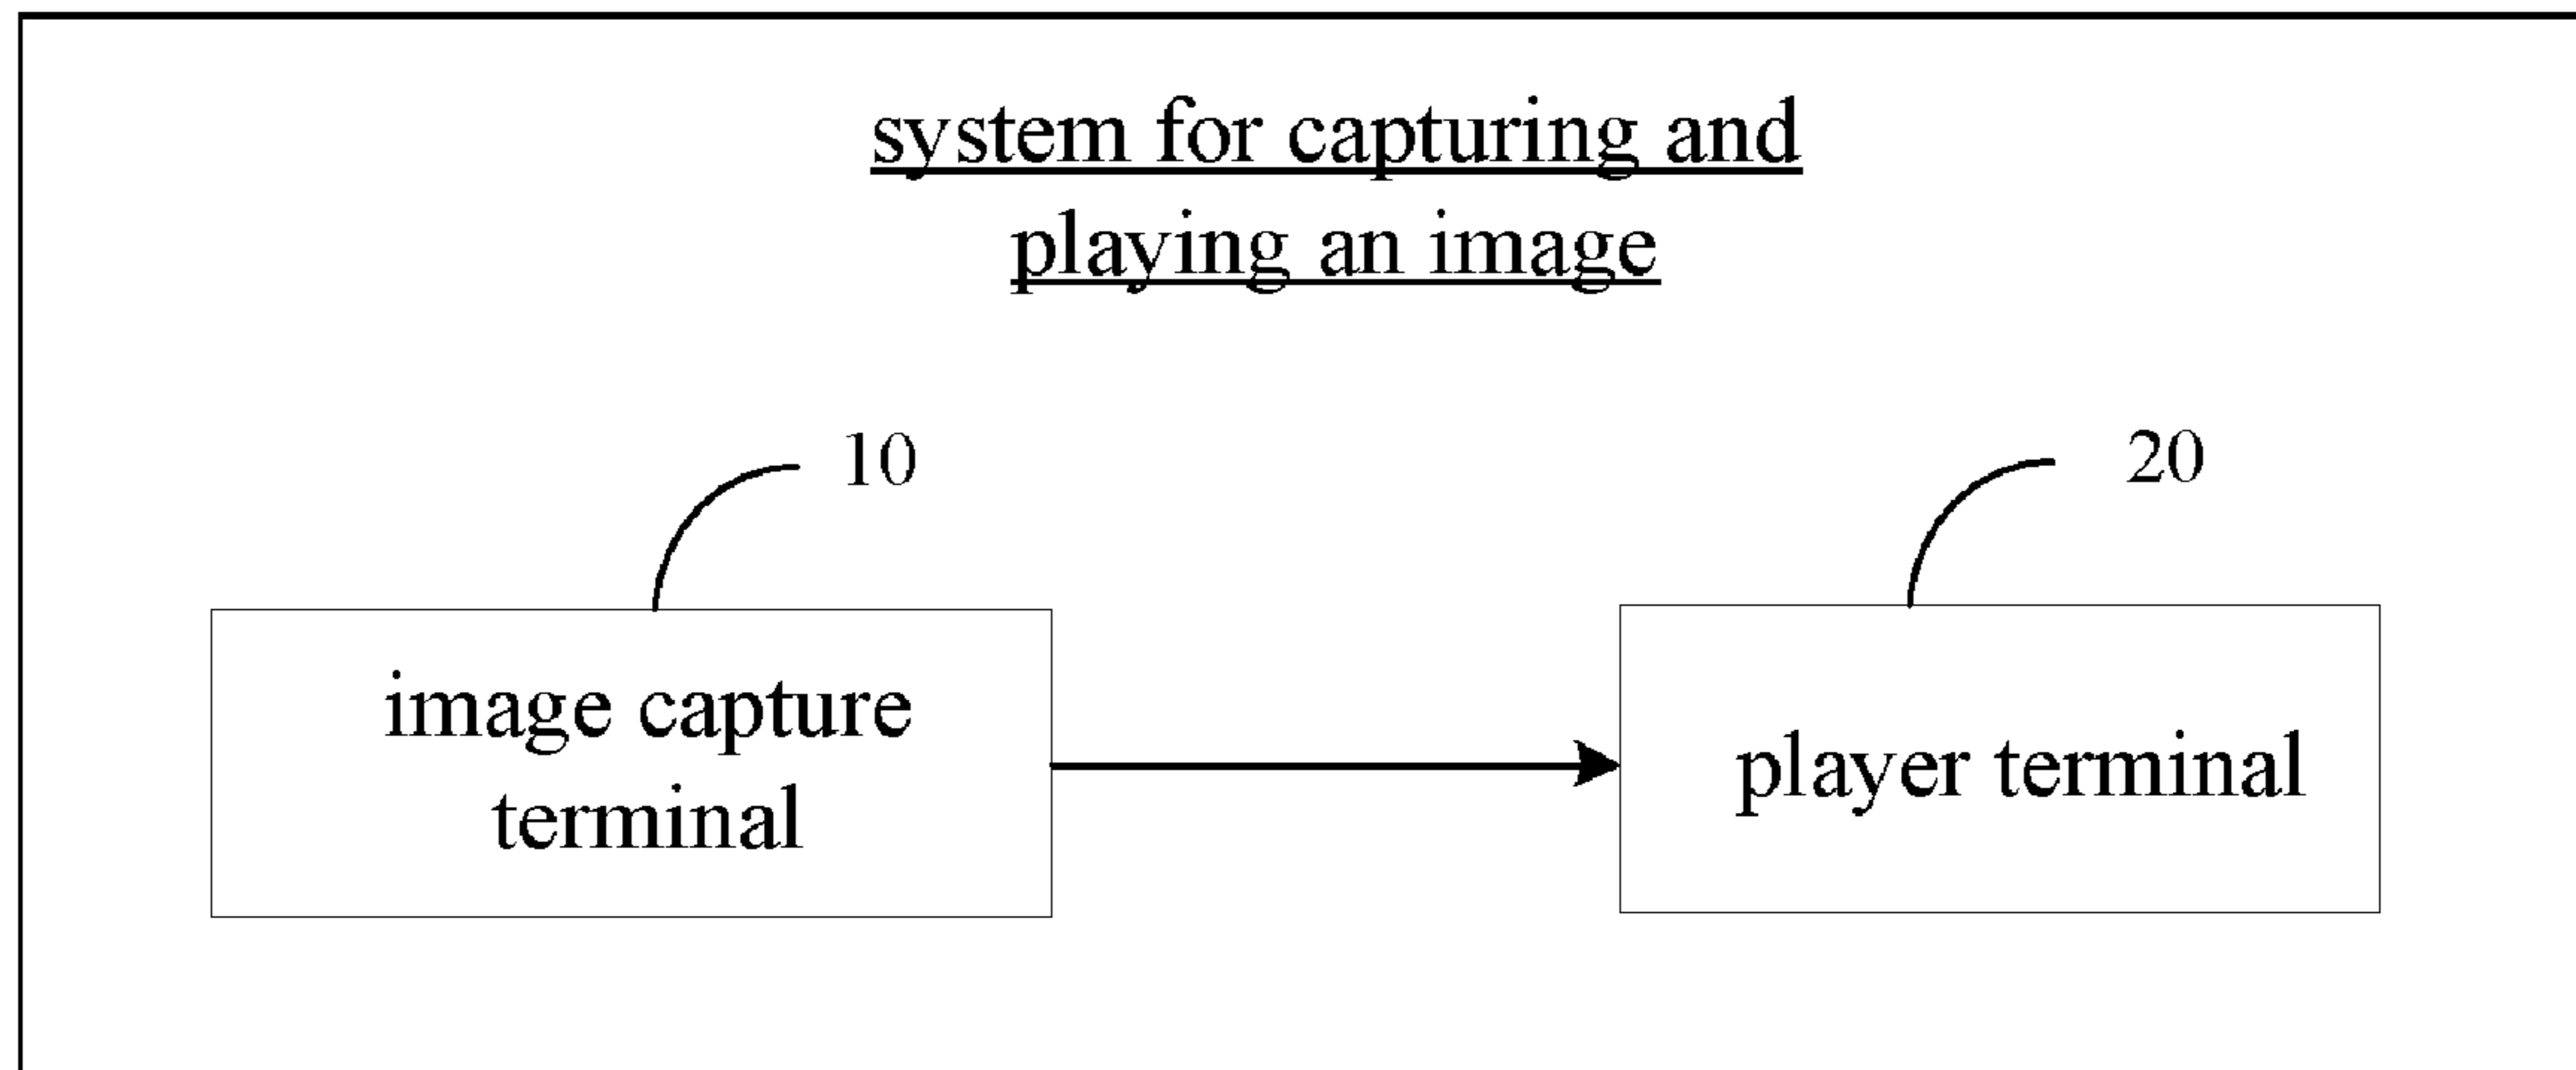 system for capturing and
playing an image
10
20
image capture
terminal
player terminal